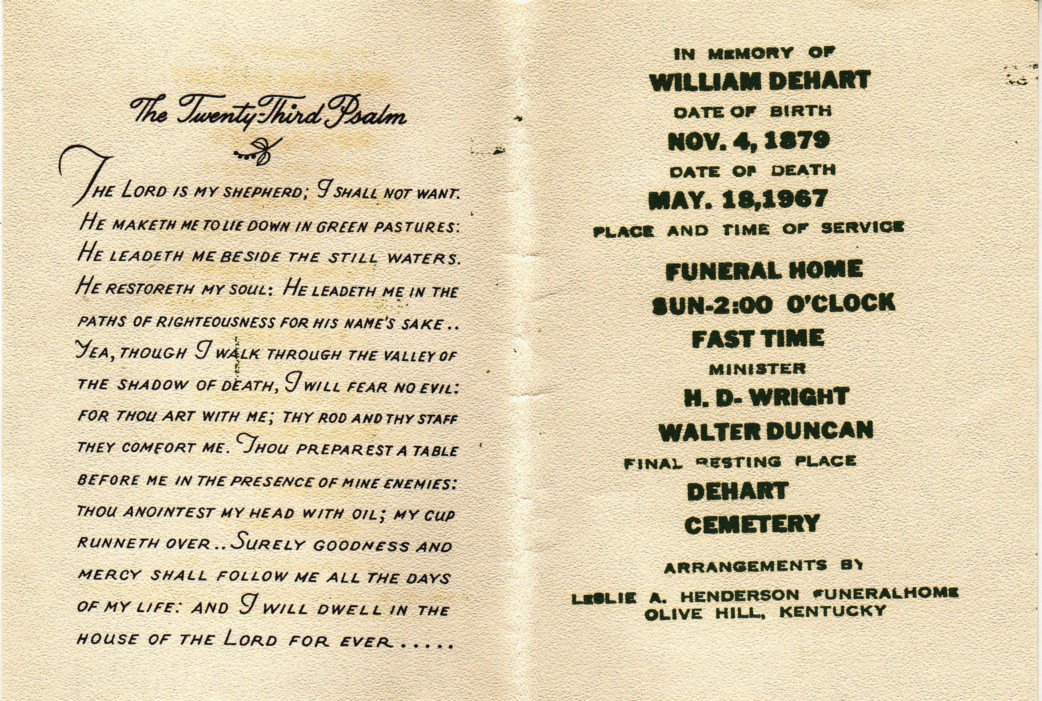 The Twenty-Third Psalm
THE LORD IS MY SHEPHERD; I SHALL NOT WANT.
HE MAKETH ME TO LIE DOWN IN GREEN PASTURES:
HE LEADETH ME BESIDE THE STILL WATERS.
HE RESTORETH MY SOUL: HE LEADETH ME IN THE
PATHS OF RIGHTEOUSNESS FOR HIS NAME'S SAKE..
YEA, THOUGH I WALK THROUGH THE VALLEY OF
THE SHADOW OF DEATH, I WILL FEAR NO EVIL:
FOR THOU ART WITH ME; THY ROD AND THY STAFF
THEY COMFORT ME. THOU PREPAREST A TABLE
BEFORE ME IN THE PRESENCE OF MINE ENEMIES:
THOU ANOINTEST MY HEAD WITH OIL; MY CUP
RUNNETH OVER.. SURELY GOODNESS AND
MERCY SHALL FOLLOW ME ALL THE DAYS
OF MY LIFE: AND I WILL DWELL IN THE
HOUSE OF THE LORD FOR EVER.....
IN MEMORY OF
WILLIAM DEHART
DATE OF BIRTH
NOV. 4, 1879
DATE OF DEATH
MAY. 18,1967
PLACE AND TIME OF SERVICE
FUNERAL HOME
SUN-2:00 O'CLOCK
FAST TIME
MINISTER
H. D- WRIGHT
WALTER DUNCAN
FINAL RESTING PLACE
DEHART
CEMETERY
ARRANGEMENTS BY
LESLIE A. HENDERSON FUNERALHOME
OLIVE HILL, KENTUCKY